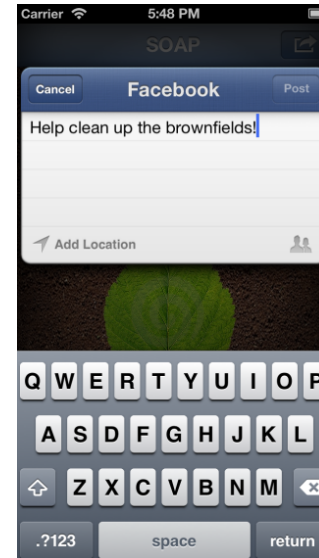 Carrier 5:48 PM
SOAP
Cancel Facebook Post
Help clean up the brownfields!
Add Location
Q W E R T Y U I O P
A S D F G H J K L
Z X C V B N M
.?123 space return